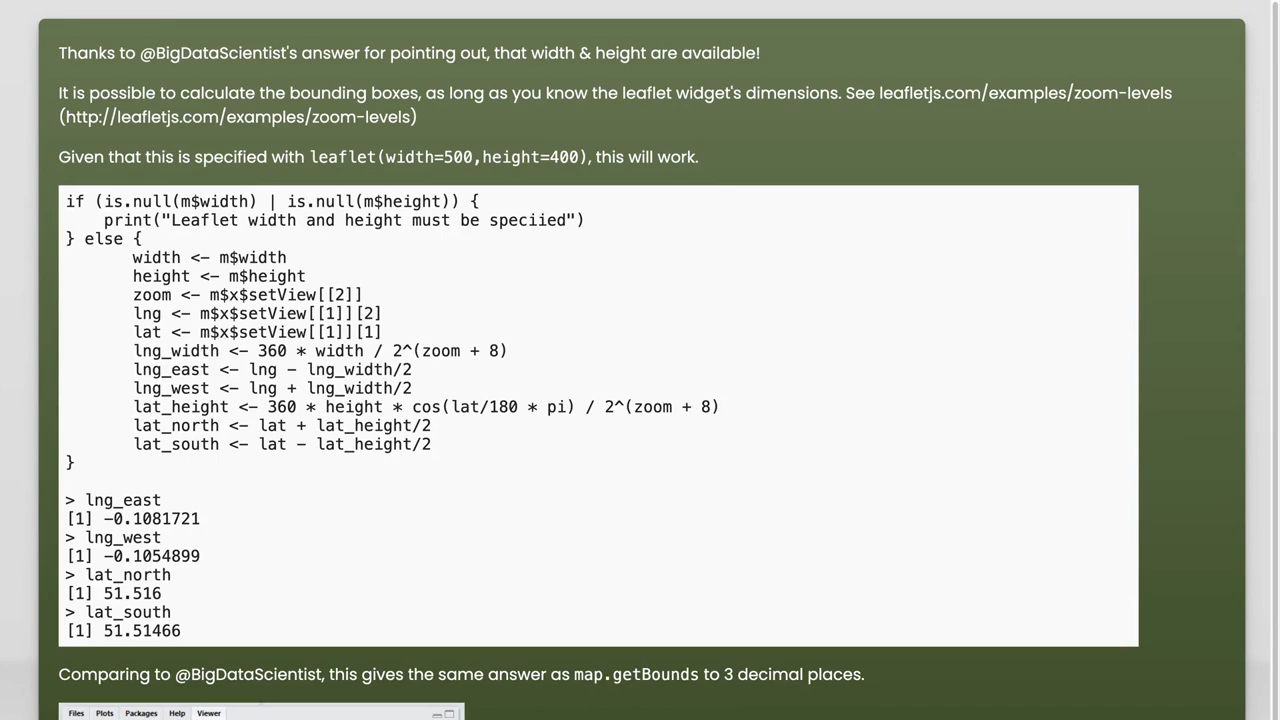 Thanks to @BigDataScientist's answer for pointing out, that width & height are available!
It is possible to calculate the bounding boxes, as long as you know the leaflet widget's dimensions. See leafletjs.com/examples/zoom-levels
(http://leafletjs.com/examples/zoom-levels)
Given that this is specified with leaflet(width=500,height=400), this will work.
if (is.null(m$width) | is.null(m$height)) {
    print("Leaflet width and height must be speciied")
} else {
       width <- m$width
       height <- m$height
       zoom <- m$x$setView[[2]]
       lng <- m$x$setView[[1]][2]
       lat <- m$x$setView[[1]][1]
       lng_width <- 360 * width / 2^(zoom + 8)
       lng_east <- lng - lng_width/2
       lng_west <- lng + lng_width/2
       lat_height <- 360 * height * cos(lat/180 * pi) / 2^(zoom + 8)
       lat_north <- lat + lat_height/2
       lat_south <- lat - lat_height/2
}
> lng_east
[1] -0.1081721
> lng_west
[1] -0.1054899
> lat_north
[1] 51.516
> lat_south
[1] 51.51466
Comparing to @BigDataScientist, this gives the same answer as map.getBounds to 3 decimal places.
Files Plots Packages Help Viewer